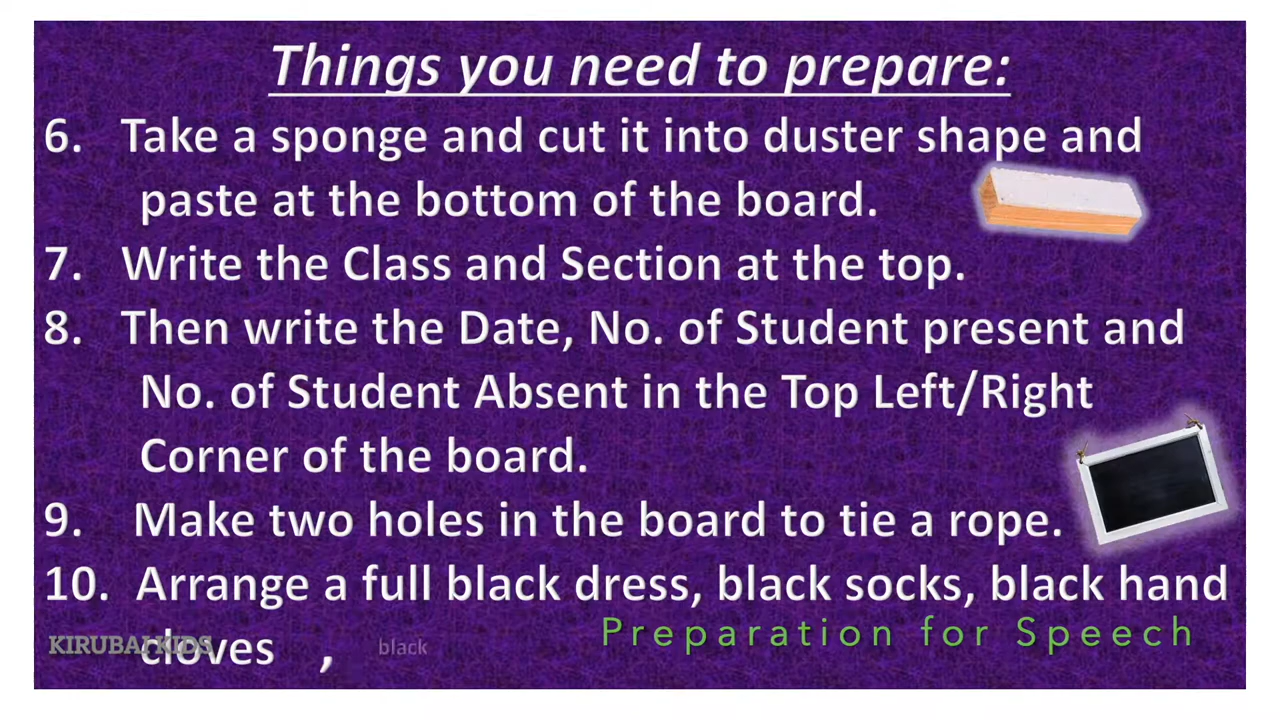 Things you need to prepare:
6. Take a sponge and cut it into duster shape and
paste at the bottom of the board.
7. Write the Class and Section at the top.
8. Then write the Date, No. of Student present and
No. of Student Absent in the Top Left/Right
Corner of the board.
9. Make two holes in the board to tie a rope.
10. Arrange a full black dress, black socks, black hand
cloves , black
KIRUBAI KIDS
Preparation for Speech